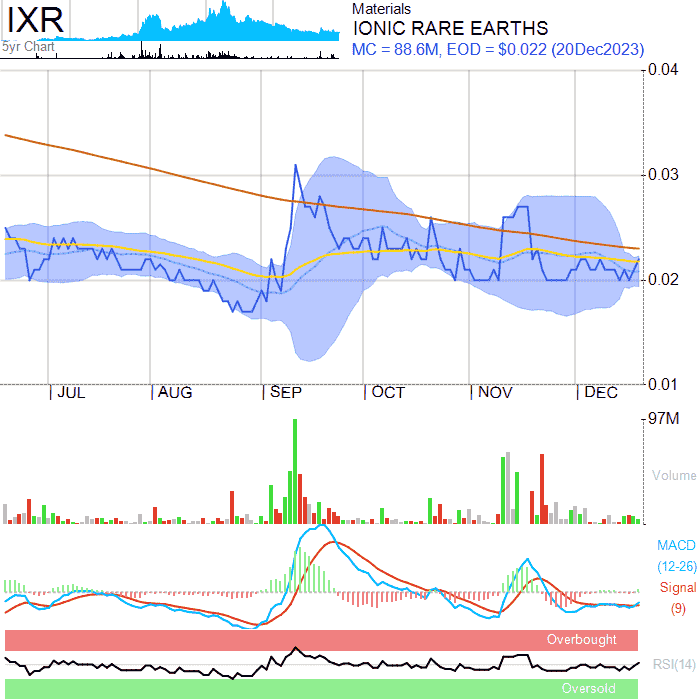 IXR
5yr Chart
Materials
IONIC RARE EARTHS
MC = 88.6M, EOD = $0.022 (20Dec2023)
0.04
0.03
0.02
0.01
JUL AUG SEP OCT NOV DEC
97M
Volume
MACD
(12-26)
Signal
(9)
Overbought
RSI(14)
Oversold